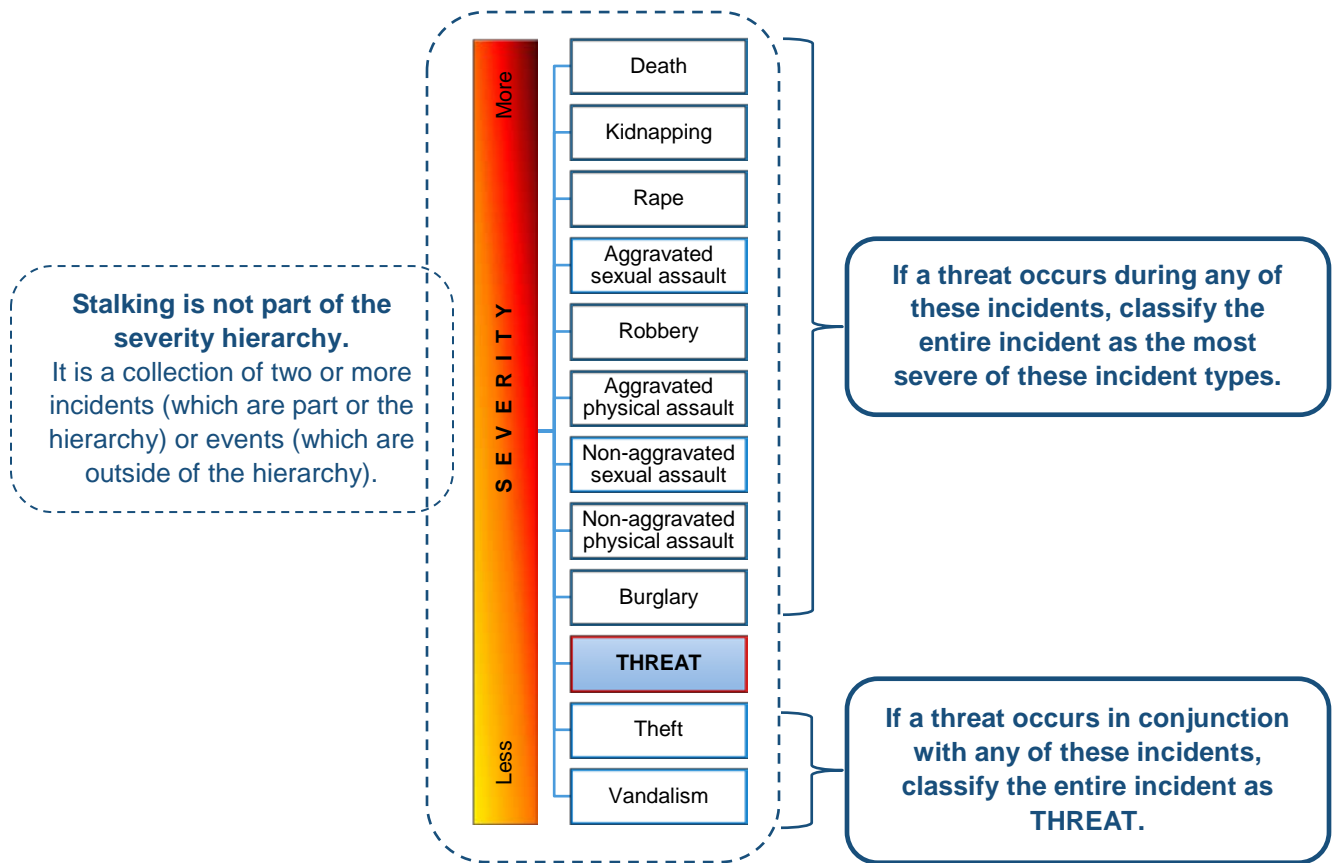 More
SEVERITY
Less
Death
Kidnapping
Rape
Aggravated
sexual assault
Robbery
Aggravated
physical assault
Non-aggravated
sexual assault
Non-aggravated
physical assault
Burglary
THREAT
Theft
Vandalism
Stalking is not part of the
severity hierarchy.
It is a collection of two or more
incidents (which are part or the
hierarchy) or events (which are
outside of the hierarchy).
If a threat occurs during any of
these incidents, classify the
entire incident as the most
severe of these incident types.
If a threat occurs in conjunction
with any of these incidents,
classify the entire incident as
THREAT.